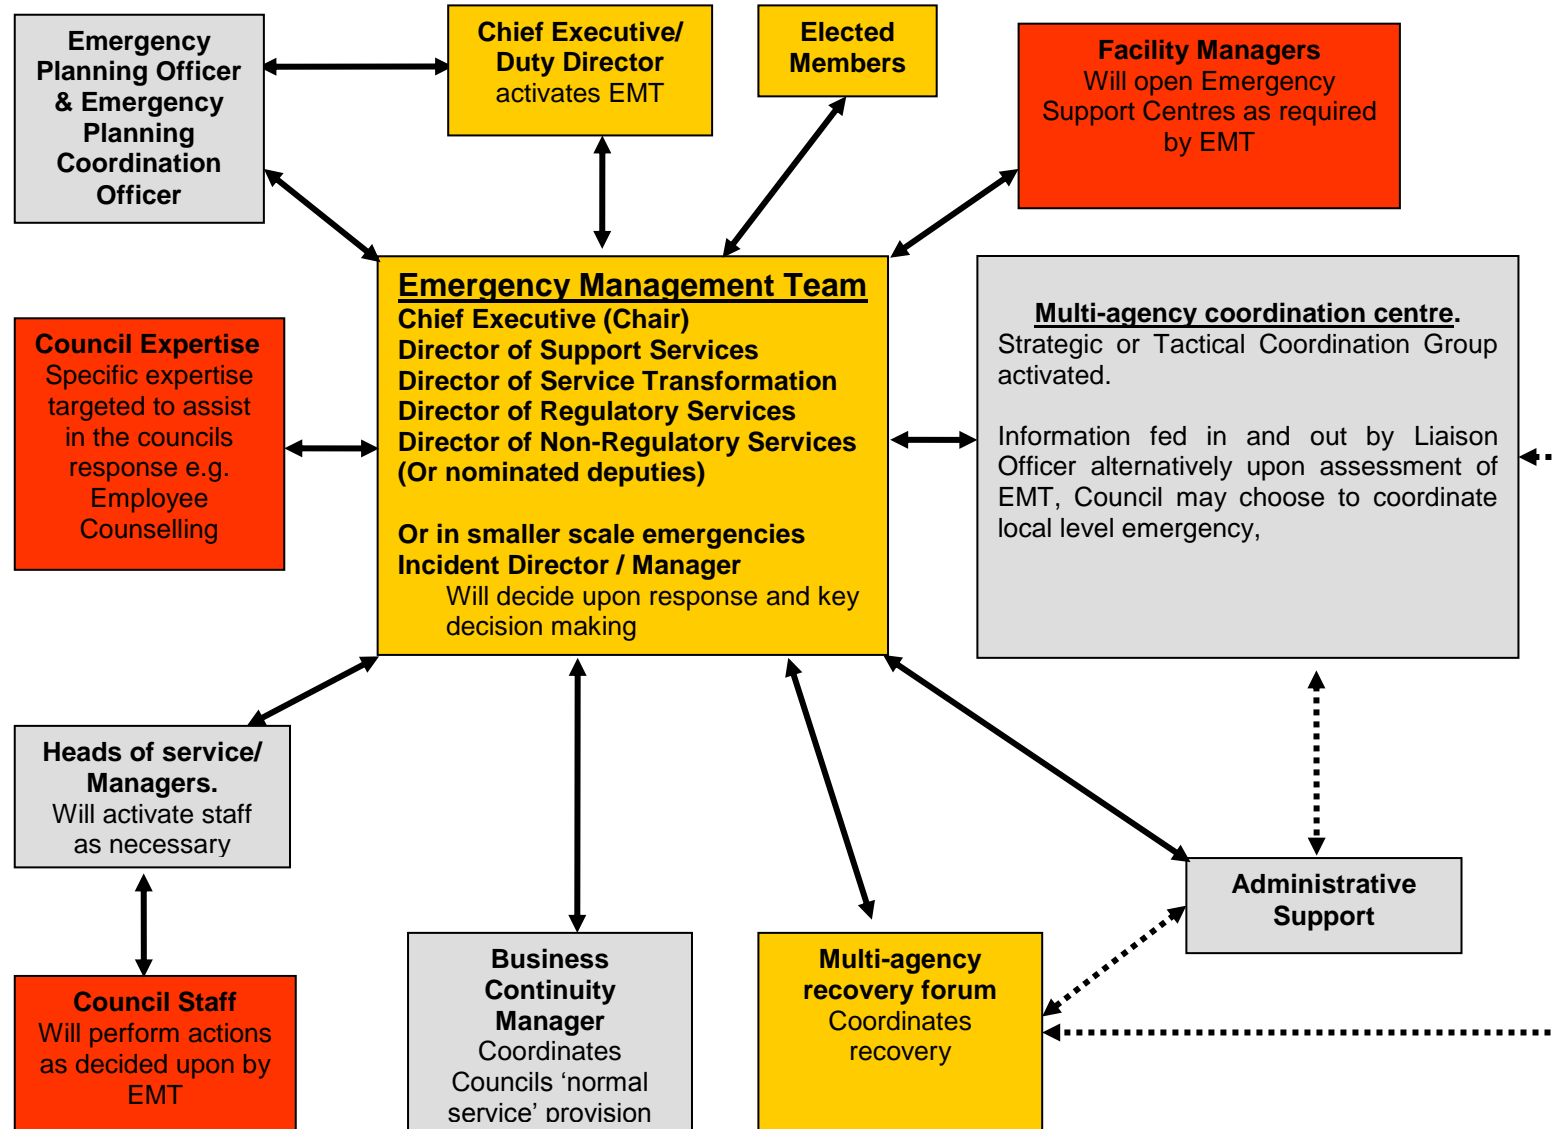 Emergency
Planning Officer
& Emergency
Planning
Coordination
Officer
Chief Executive/
Duty Director
activates EMT
Elected
Members
Facility Managers
Will open Emergency
Support Centres as required
by EMT
Council Expertise
Specific expertise
targeted to assist
in the councils
response e.g.
Employee
Counselling
Emergency Management Team
Chief Executive (Chair)
Director of Support Services
Director of Service Transformation
Director of Regulatory Services
Director of Non-Regulatory Services
(Or nominated deputies)
Or in smaller scale emergencies
Incident Director / Manager
Will decide upon response and key
decision making
Multi-agency coordination centre.
Strategic or Tactical Coordination Group
activated.
Information fed in and out by Liaison
Officer alternatively upon assessment of
EMT, Council may choose to coordinate
local level emergency,
Heads of service/
Managers.
Will activate staff
as necessary
Council Staff
Will perform actions
as decided upon by
EMT
Business
Continuity
Manager
Coordinates
Councils ‘normal
service’ provision
Multi-agency
recovery forum
Coordinates
recovery
Administrative
Support